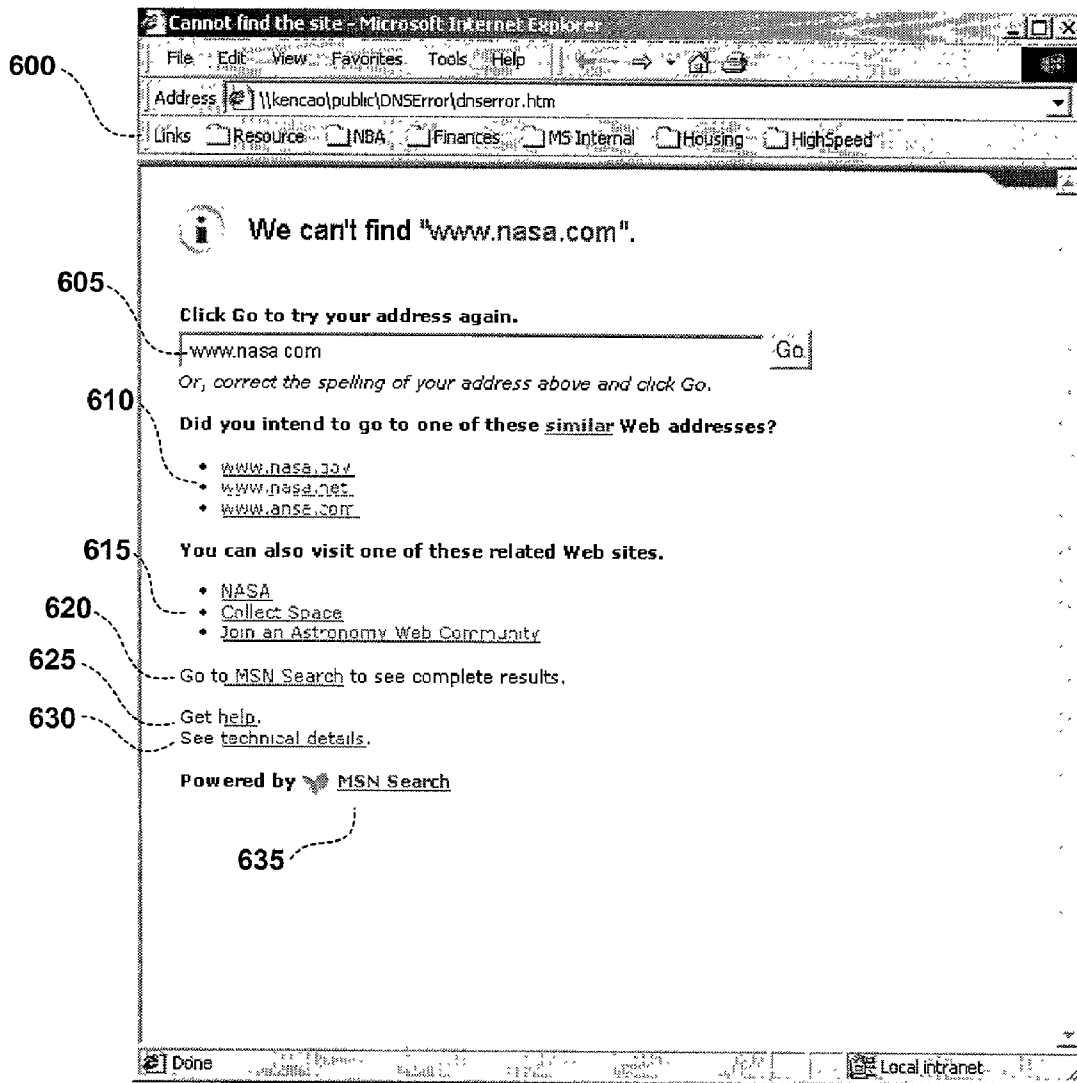 Cannot find the site - Microsoft Internet Explorer
File Edit View Favorites Tools Help
600
Address \\kencao\public\DNSError\dnserror.htm
Links Resource NBA Finances MS Internal Housing HighSpeed
i We can't find "www.nasa.com".
605
Click Go to try your address again.
www.nasa com Go
Or, correct the spelling of your address above and click Go.
610
Did you intend to go to one of these similar Web addresses?
• www.nasa.gov
• www.nasa.net
• www.ansa.com
615
You can also visit one of these related Web sites.
• NASA
• Collect Space
• Join an Astronomy Web Community
620
Go to MSN Search to see complete results.
625
Get help.
630
See technical details.
Powered by MSN Search
635
Done Local intranet